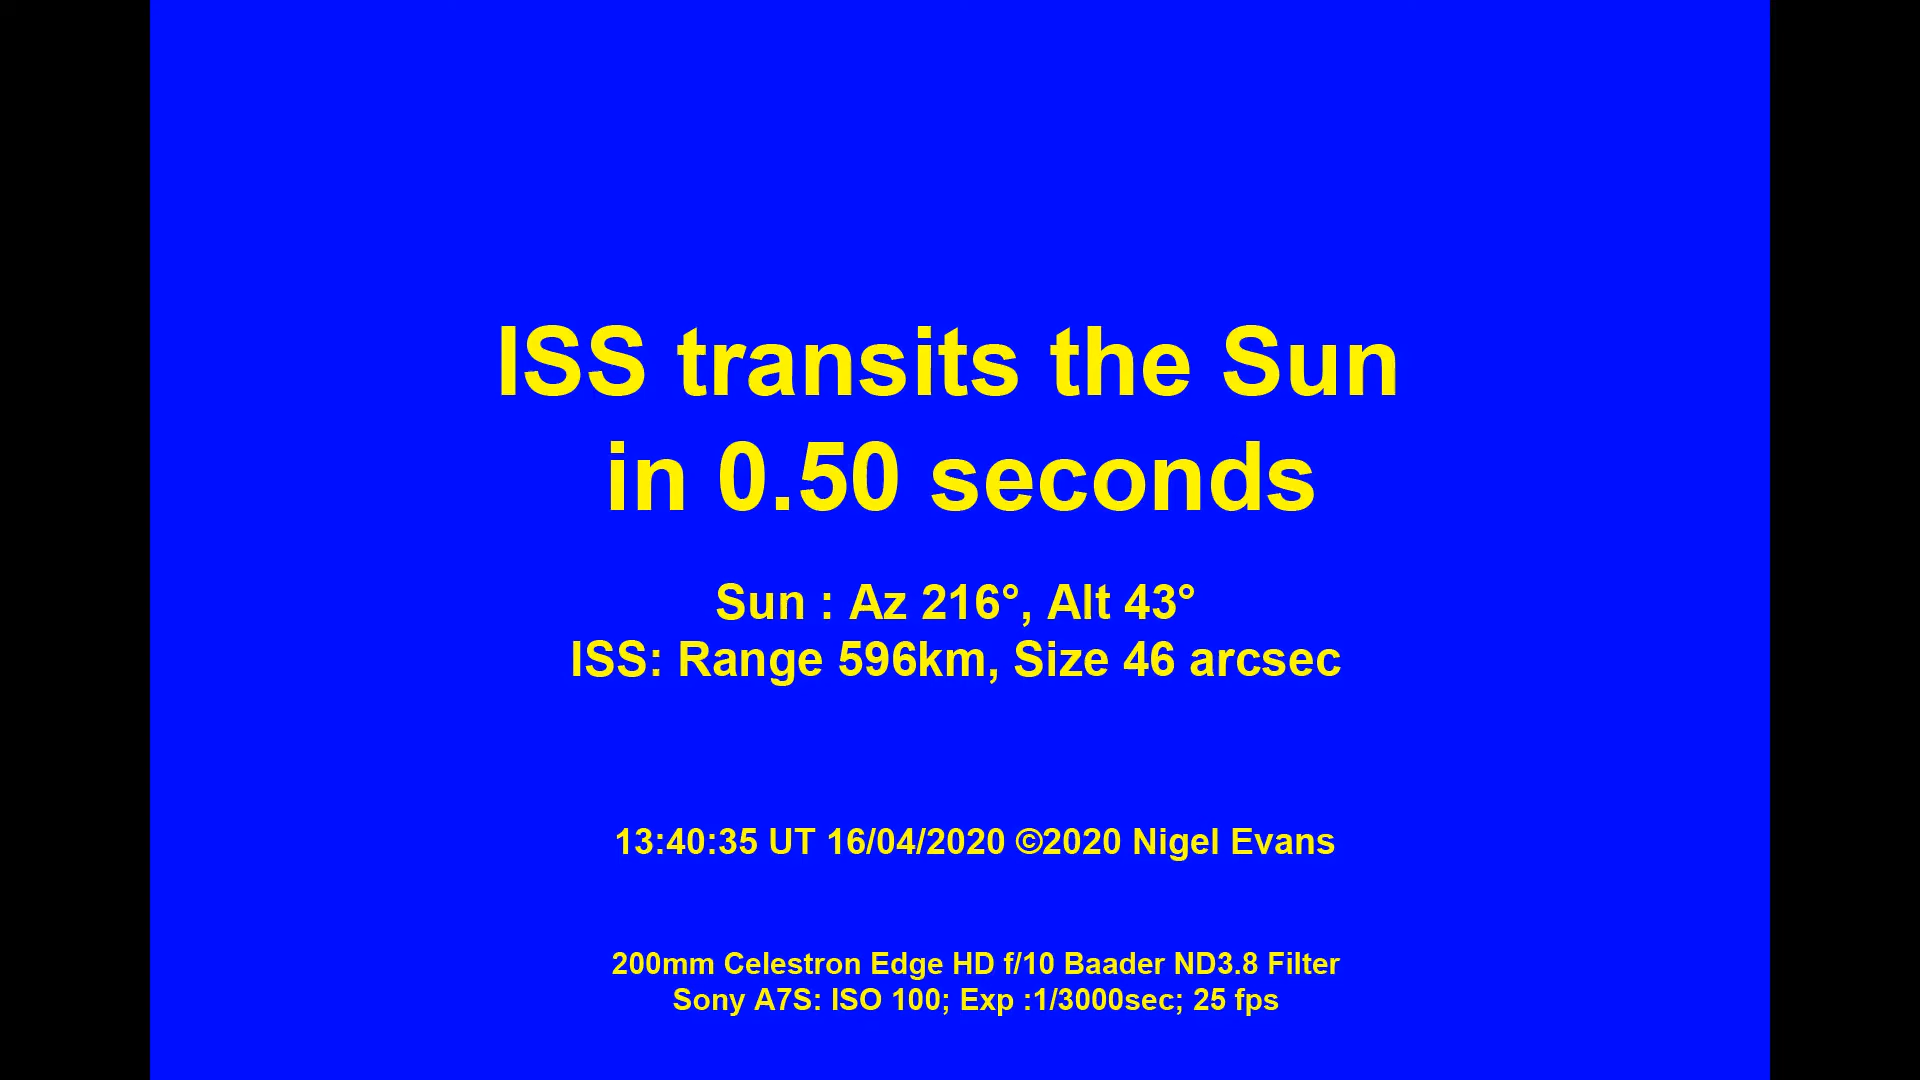 ISS transits the Sun
in 0.50 seconds
Sun : Az 216°, Alt 43°
ISS: Range 596km, Size 46 arcsec
13:40:35 UT 16/04/2020 ©2020 Nigel Evans
200mm Celestron Edge HD f/10 Baader ND3.8 Filter
Sony A7S: ISO 100; Exp :1/3000sec; 25 fps